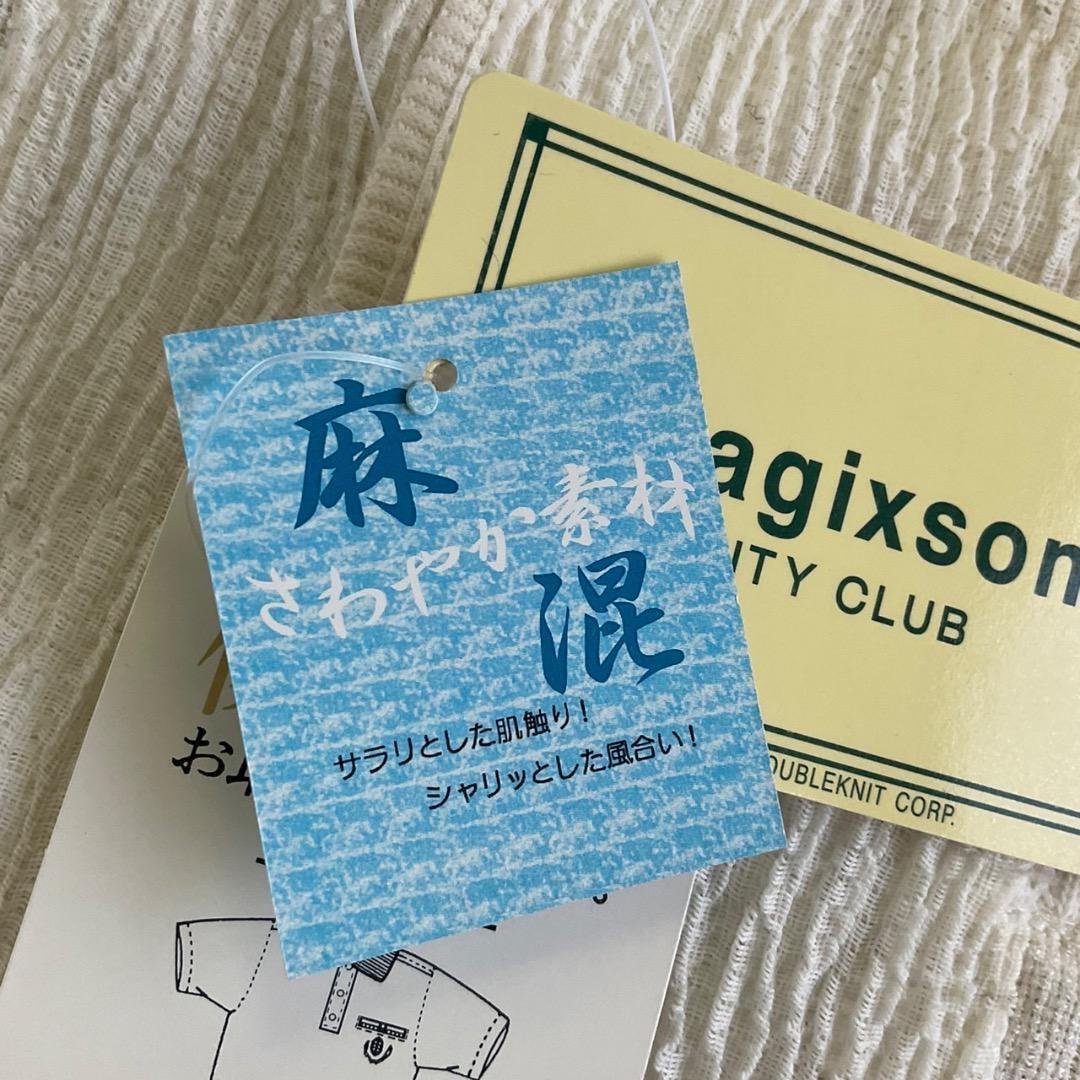 麻
さわやか素材
混
サラリとした肌触り!
シャリッとした風合い!
agixson
ITY CLUB
OUBLEKNIT CORP.
お